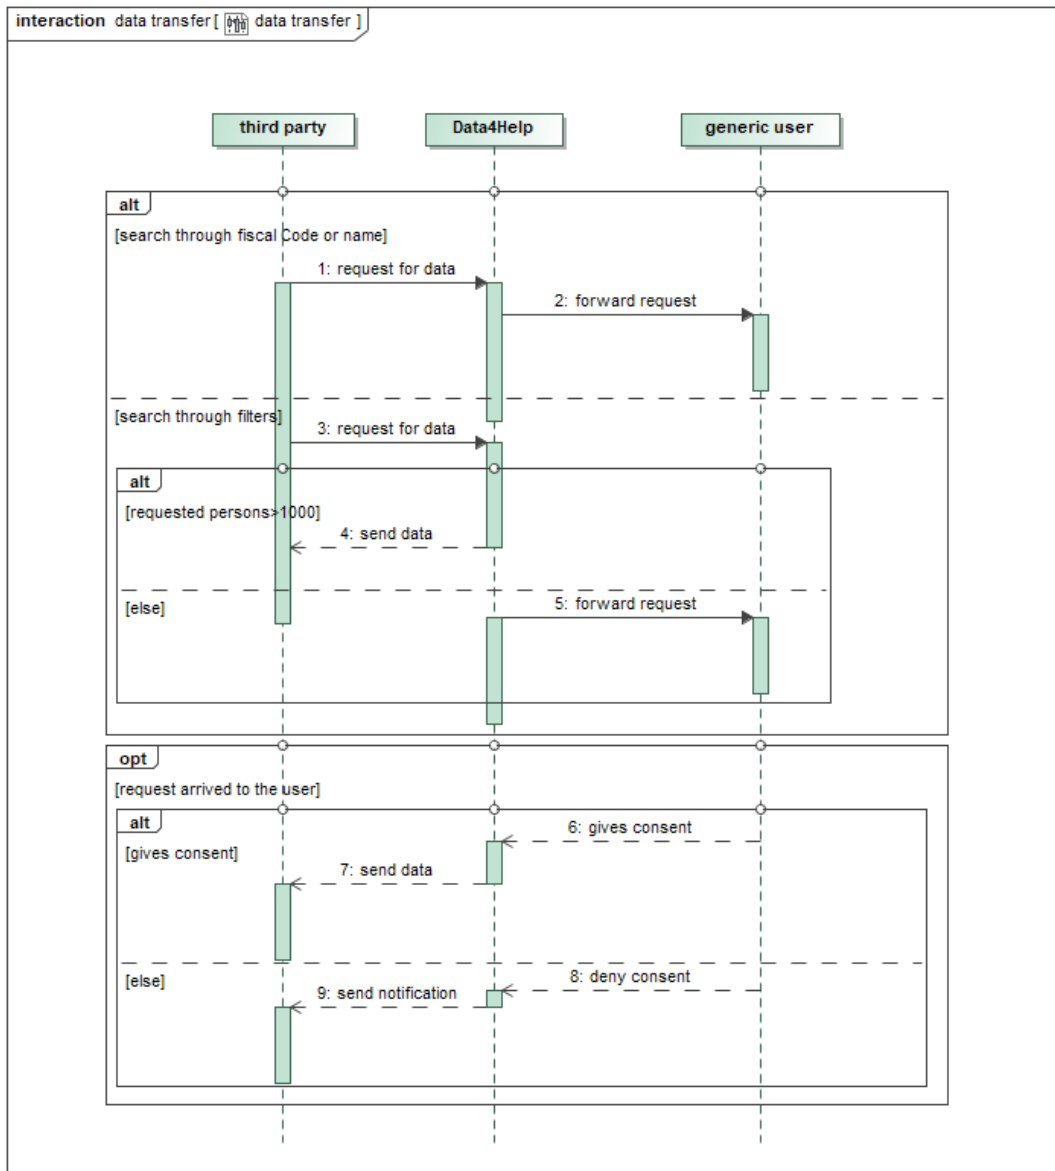 interaction data transfer [ data transfer ]
third party
Data4Help
generic user
alt
[search through fiscal Code or name]
1: request for data
2: forward request
[search through filters]
3: request for data
alt
[requested persons>1000]
4: send data
5: forward request
[else]
opt
[request arrived to the user]
alt
6: gives consent
[gives consent]
7: send data
8: deny consent
[else]
9: send notification